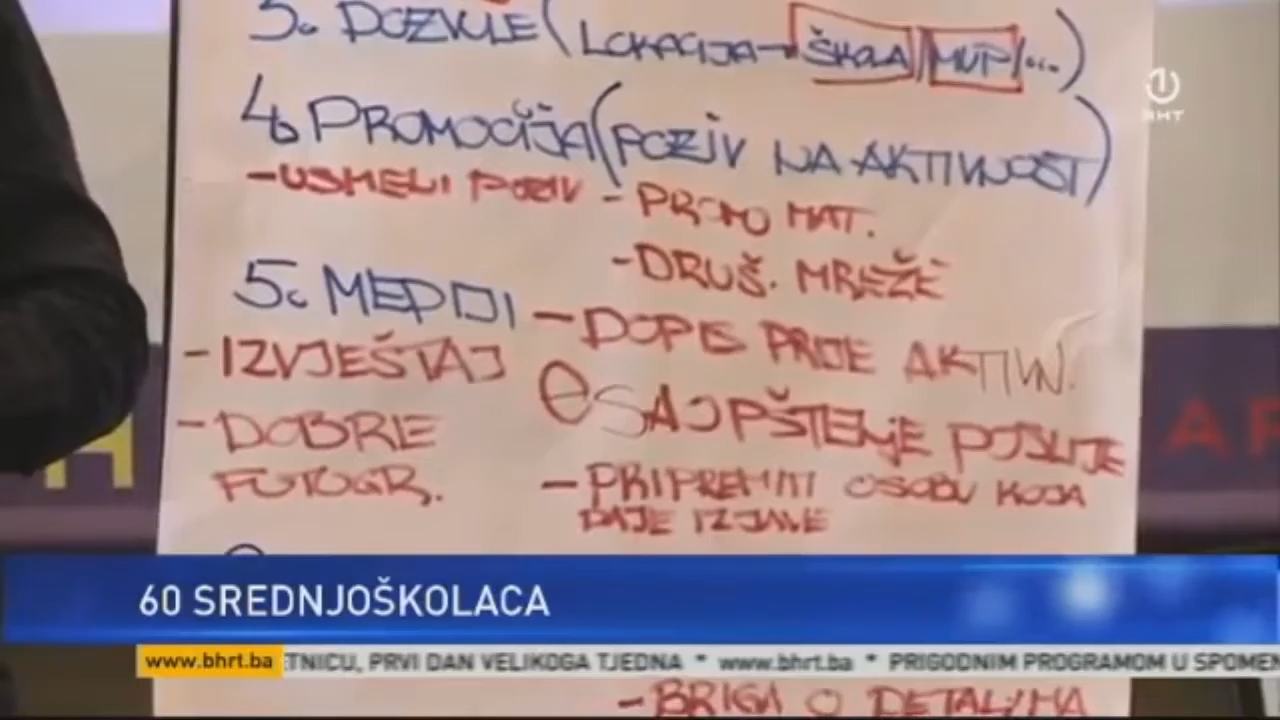 3. DOZVOLE (LOKACIJA → ŠKOLA / MUP / ...)
4. PROMOCIJA (POZIV NA AKTIVNOST)
- USMENI POZIV
- PROMO MAT.
- DRUŠ. MREŽE
5. MEDIJI
- DOPIS PRIJE AKTIVN.
- IZVJEŠTAJ
SAOPŠTENJE POSLIJE
- DOBRE
FOTOGR.
- PRIPREMITI OSOBU KOJA
DAJE IZJAVE
1
BHT
60 SREDNJOŠKOLACA
www.bhrt.ba ETNICU, PRVI DAN VELIKOGA TJEDNA * www.bhrt.ba * PRIGODNIM PROGRAMOM U SPOMEN
- BRIGA O DETALJIMA